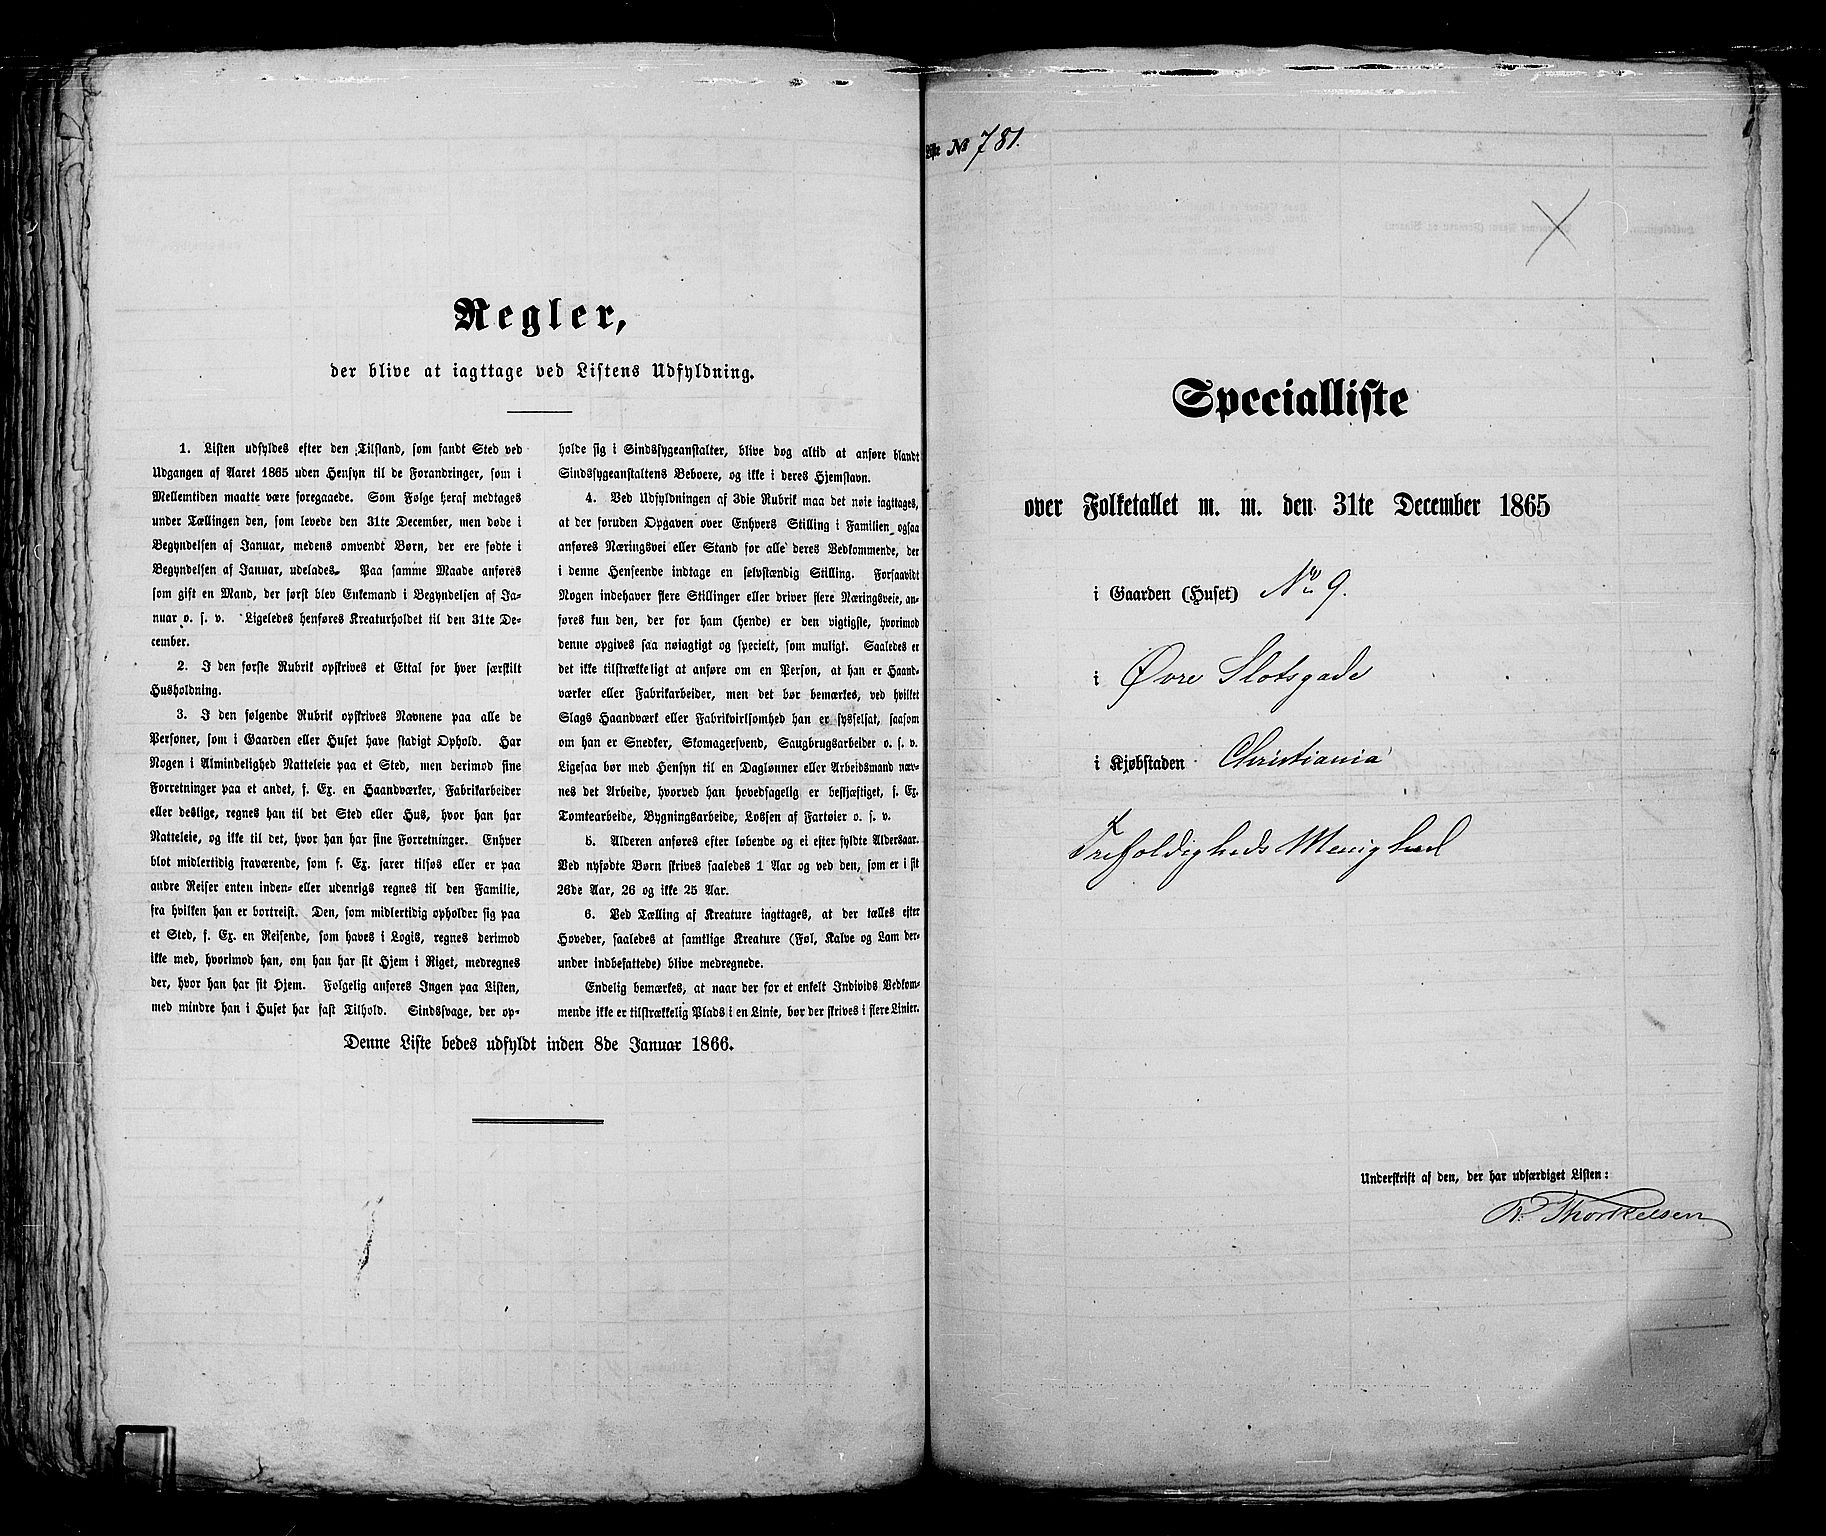 Regler,
der blive at iagttage ved Listens Udfyldning.
1. Listen udfyldes efter den Tilstand, som fandt Sted ved
Udgangen af Aaret 1865 uden Hensyn til de Forandringer, som i
Mellemtiden maatte være foregaaede. Som Følge heraf medtages
under Tællingen den, som levede den 31te December, men døde i
Begyndelsen af Januar, medens omvendt Børn, der ere fødte i
Begyndelsen af Januar, udelades. Paa samme Maade anføres
som gift en Mand, der først blev Enkemand i Begyndelsen af Ja-
nuar o. s. v. Ligeledes henføres Kreaturholdet til den 31te De-
cember.
2. I den første Rubrik opskrives et Ettal for hver særskilt
Husholdning.
3. I den følgende Rubrik opskrives Navnene paa alle de
Personer, som i Gaarden eller Huset have stadigt Ophold. Har
Nogen i Almindelighed Natteleie paa et Sted, men derimod sine
Forretninger paa et andet, f. Ex. en Haandværker, Fabrikarbeider
eller deslige, regnes han til det Sted eller Hus, hvor han har
Natteleie, og ikke til det, hvor han har sine Forretninger. Enhver
blot midlertidig fraværende, som f. Ex. farer tilsøs eller er paa
andre Reiser enten inden- eller udenrigs regnes til den Familie,
fra hvilken han er bortreist. Den, som midlertidig opholder sig paa
et Sted, f. Ex. en Reisende, som haves i Logis, regnes derimod
ikke med, hvorimod han, om han har sit Hjem i Riget, medregnes
der, hvor han har sit Hjem. Følgelig anføres Ingen paa Listen,
med mindre han i Huset har fast Tilhold. Sindssvage, der op-
holde sig i Sindssygeanstalter, blive dog altid at anføre blandt
Sindssygeanstaltens Beboere, og ikke i deres Hjemstavn.
4. Ved Udfyldningen af 3die Rubrik maa det nøie iagttages,
at der foruden Opgaven over Enhvers Stilling i Familien ogsaa
anføres Næringsvei eller Stand for alle deres Vedkommende, der
i denne Henseende indtage en selvstændig Stilling. Forsaavidt
Nogen indehaver flere Stillinger eller driver flere Næringsveie, an-
føres kun den, der for ham (hende) er den vigtigste, hvorimod
denne opgives saa nøiagtigt og specielt, som muligt. Saaledes er
det ikke tilstrækkeligt at anføre om en Person, at han er Haand-
værker eller Fabrikarbeider, men det bør bemærkes, ved hvilket
Slags Haandværk eller Fabrikvirksomhed han er sysselsat, saasom
om han er Snedker, Skomagersvend, Saugbrugsarbeider o. s. v.
Ligesaa bør med Hensyn til en Daglønner eller Arbeidsmand næv-
nes det Arbeide, hvorved han hovedsagelig er beskjæftiget, f. Ex.
Tomtearbeide, Bygningsarbeide, Lossen af Fartøier o. s. v.
5. Alderen anføres efter løbende og ei efter fyldte Aldersaar.
Ved nyfødte Børn skrives saaledes 1 Aar og ved den, som er i sit
26de Aar, 26 og ikke 25 Aar.
6. Ved Tælling af Kreature iagttages, at der tælles efter
Hoveder, saaledes at samtlige Kreature (Føl, Kalve og Lam der-
under indbefattede) blive medregnede.
Endelig bemærkes, at naar der for et enkelt Individs Vedkom-
mende ikke er tilstrækkelig Plads i en Linie, bør der skrives i flere Linier.
Denne Liste bedes udfyldt inden 8de Januar 1866.
Liste № 781.
Specialliste
over Folketallet m. m. den 31te December 1865
i Gaarden (Huset) No 9.
i Øvre Slotsgade
i Kjøbstaden Christiania
Trefoldigheds Menighed
Underskrift af den, der har udfærdiget Listen:
Thorkelsen